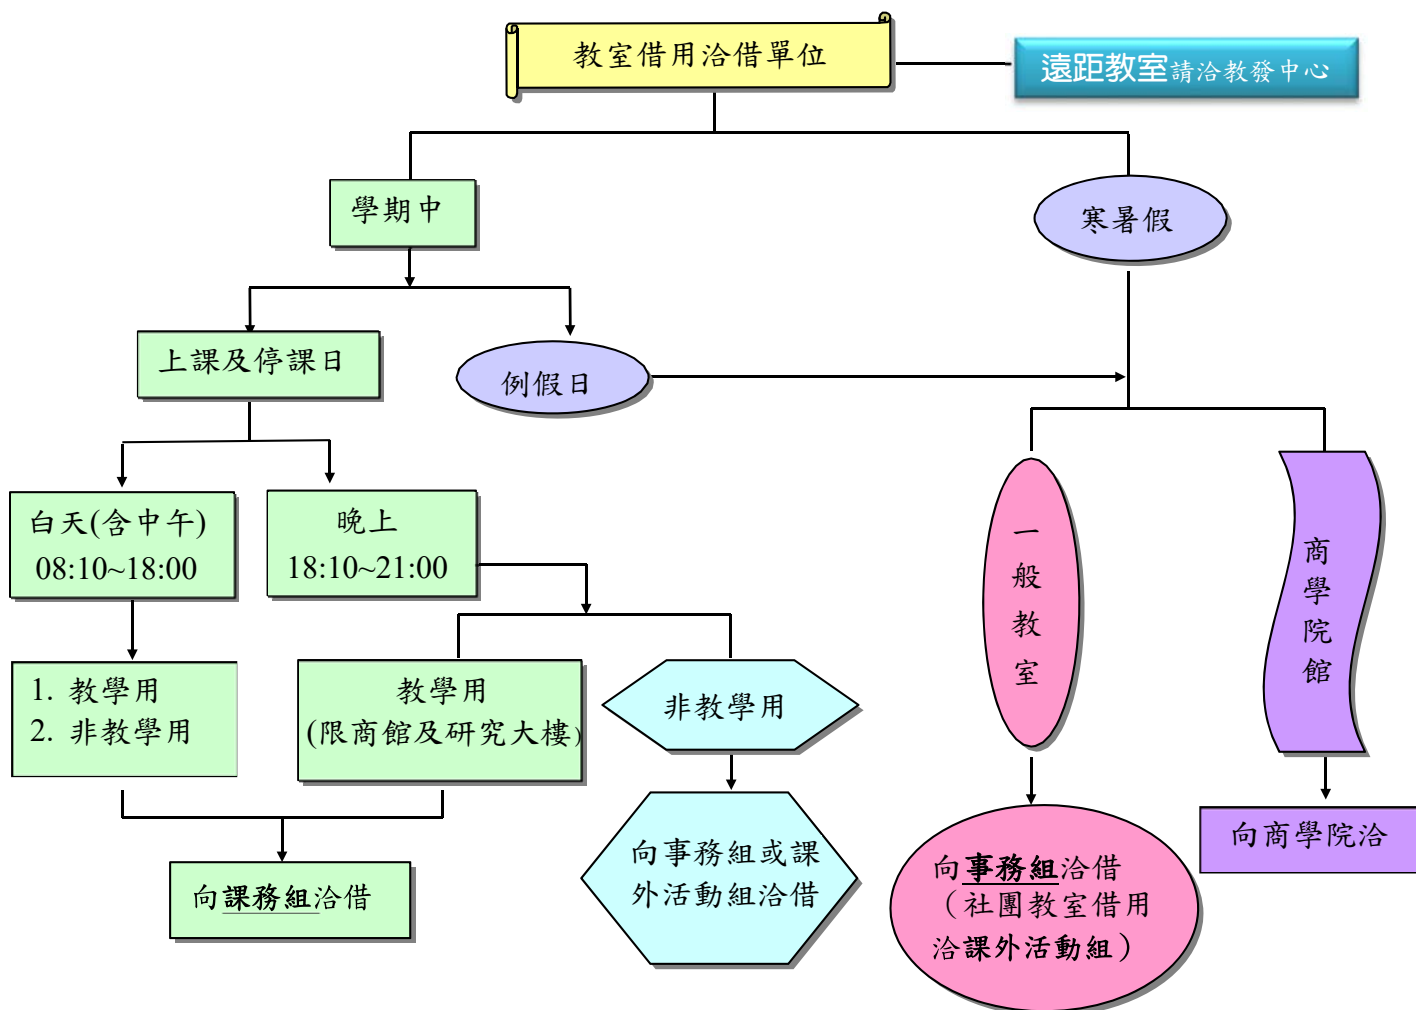 教室借用洽借單位
遠距教室請洽教發中心
學期中
寒暑假
上課及停課日
例假日
白天(含中午)
08:10~18:00
晚上
18:10~21:00
一般教室
商學院館
1. 教學用
2. 非教學用
教學用
(限商館及研究大樓)
非教學用
向課務組洽借
向事務組或課
外活動組洽借
向事務組洽借
（社團教室借用
洽課外活動組）
向商學院洽